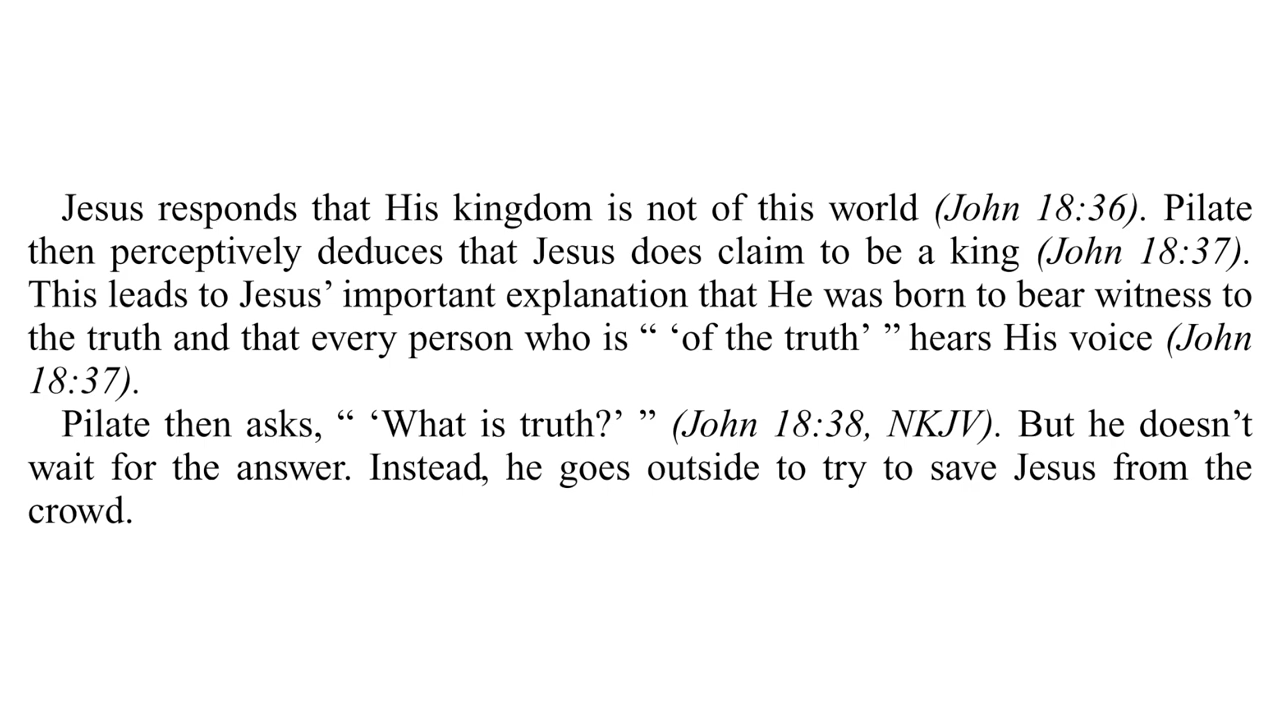 Jesus responds that His kingdom is not of this world (John 18:36). Pilate
then perceptively deduces that Jesus does claim to be a king (John 18:37).
This leads to Jesus’ important explanation that He was born to bear witness to
the truth and that every person who is “ ‘of the truth’ ” hears His voice (John
18:37).
Pilate then asks, “ ‘What is truth?’ ” (John 18:38, NKJV). But he doesn’t
wait for the answer. Instead, he goes outside to try to save Jesus from the
crowd.